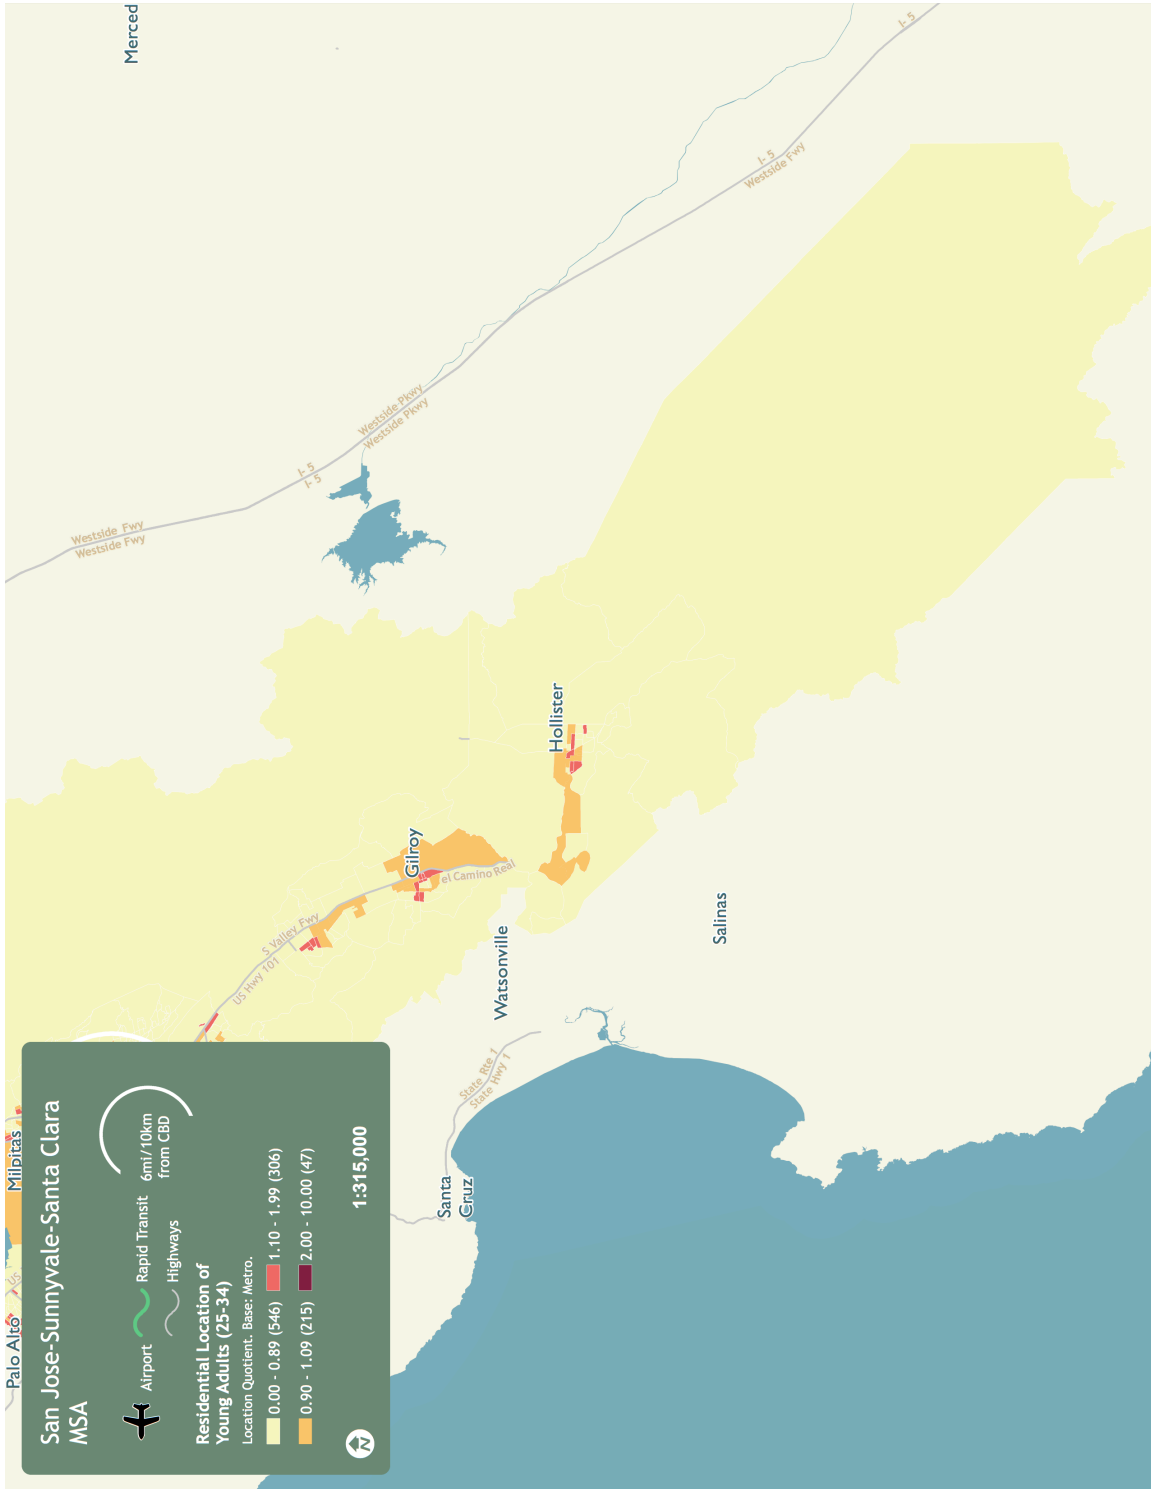 San Jose-Sunnyvale-Santa Clara
MSA
Airport
Rapid Transit
Highways
6mi/10km
from CBD
Residential Location of
Young Adults (25-34)
Location Quotient. Base: Metro.
0.00 - 0.89 (546)
1.10 - 1.99 (306)
0.90 - 1.09 (215)
2.00 - 10.00 (47)
N
1:315,000
Palo Alto
US
Milpitas
Merced
Westside Fwy
Westside Fwy
I- 5
I- 5
Westside Pkwy
Westside Pkwy
I- 5
Westside Fwy
I- 5
US Hwy 101
S Valley Fwy
Gilroy
el Camino Real
Hollister
Watsonville
Salinas
State Rte 1
State Hwy 1
Santa
Cruz